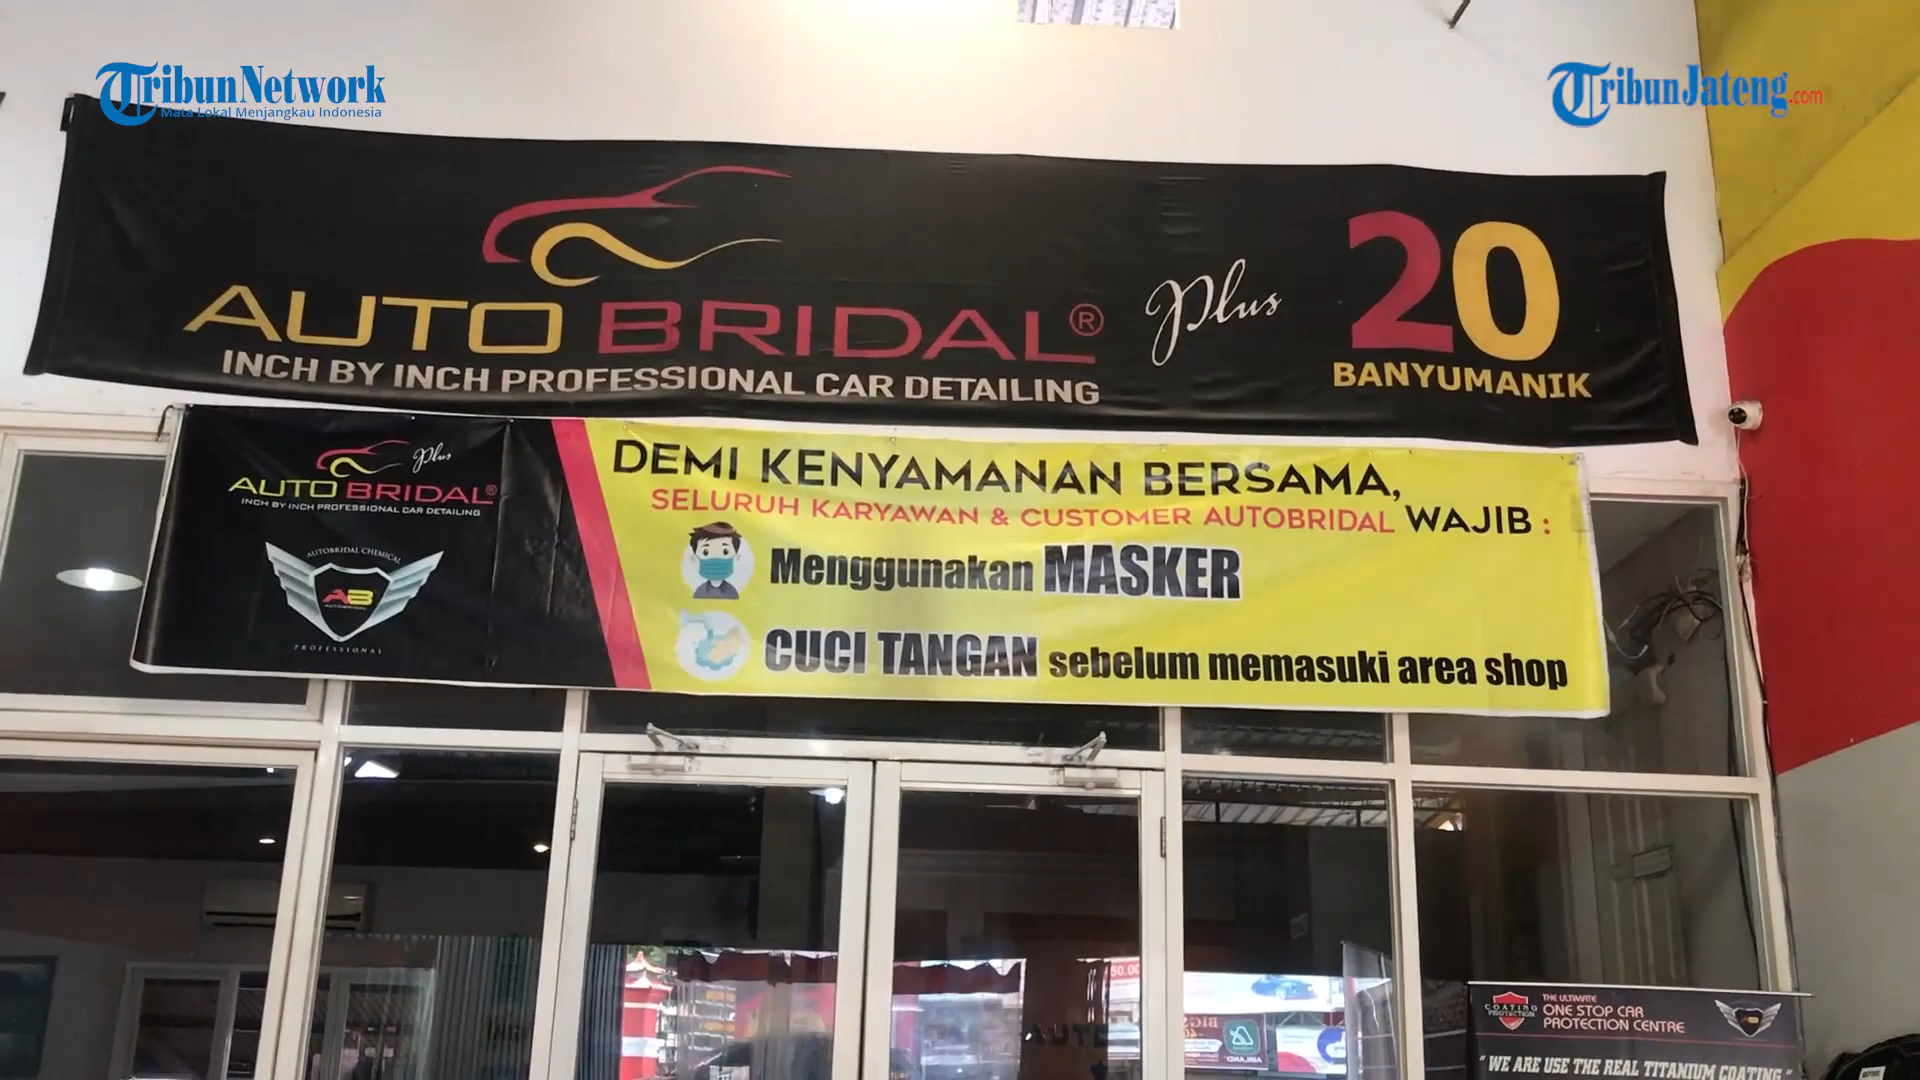 TribunNetwork
Mata Lokal Menjangkau Indonesia
TribunJateng.com
AUTO BRIDAL® Plus 20
INCH BY INCH PROFESSIONAL CAR DETAILING
BANYUMANIK
Plus
AUTO BRIDAL®
INCH BY INCH PROFESSIONAL CAR DETAILING
AUTOBRIDAL CHEMICAL
AB
AUTOBRIDAL
PROFESSIONAL
DEMI KENYAMANAN BERSAMA,
SELURUH KARYAWAN & CUSTOMER AUTOBRIDAL WAJIB :
Menggunakan MASKER
CUCI TANGAN sebelum memasuki area shop
COATING
PROTECTION
THE ULTIMATE
ONE STOP CAR
PROTECTION CENTRE
" WE ARE USE THE REAL TITANIUM COATING "